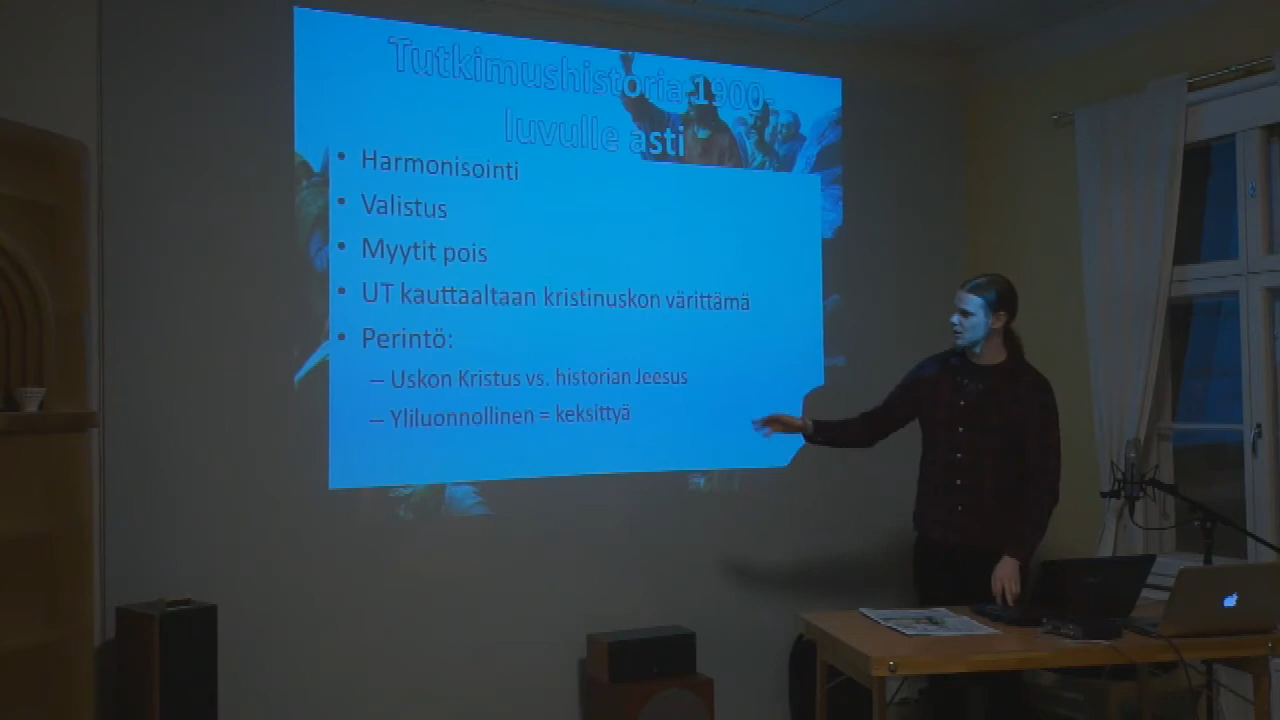 Tutkimushistoria 1900-
luvulle asti
• Harmonisointi
• Valistus
• Myytit pois
• UT kauttaaltaan kristinuskon värittämä
• Perintö:
– Uskon Kristus vs. historian Jeesus
– Yliluonnollinen = keksittyä